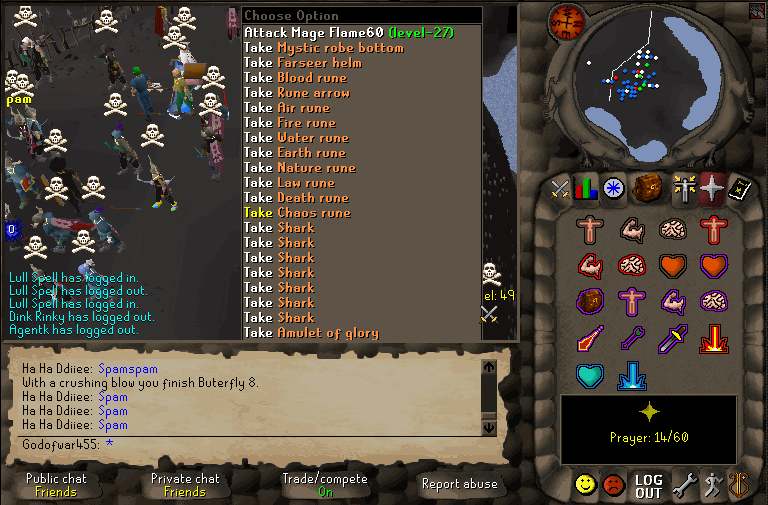 Choose Option
Attack Mage Flame60 (level-27)
Take Mystic robe bottom
Take Farseer helm
Take Blood rune
Take Rune arrow
Take Air rune
Take Fire rune
Take Water rune
Take Earth rune
Take Nature rune
Take Law rune
Take Death rune
Take Chaos rune
Take Shark
Take Shark
Take Shark
Take Shark
Take Shark
Take Shark
Take Shark
Take Amulet of glory
pam
0
el: 49
Lull Spell has logged in.
Lull Spell has logged out.
Lull Spell has logged in.
Dink Rinky has logged out.
Agentk has logged out.
Ha Ha Ddiiee: Spamspam
With a crushing blow you finish Buterfly 8.
Ha Ha Ddiiee: Spam
Ha Ha Ddiiee: Spam
Ha Ha Ddiiee: Spam
Godofwar455: *
Public chat
Friends
Private chat
Friends
Trade/compete
On
Report abuse
Prayer: 14/60
LOG
OUT